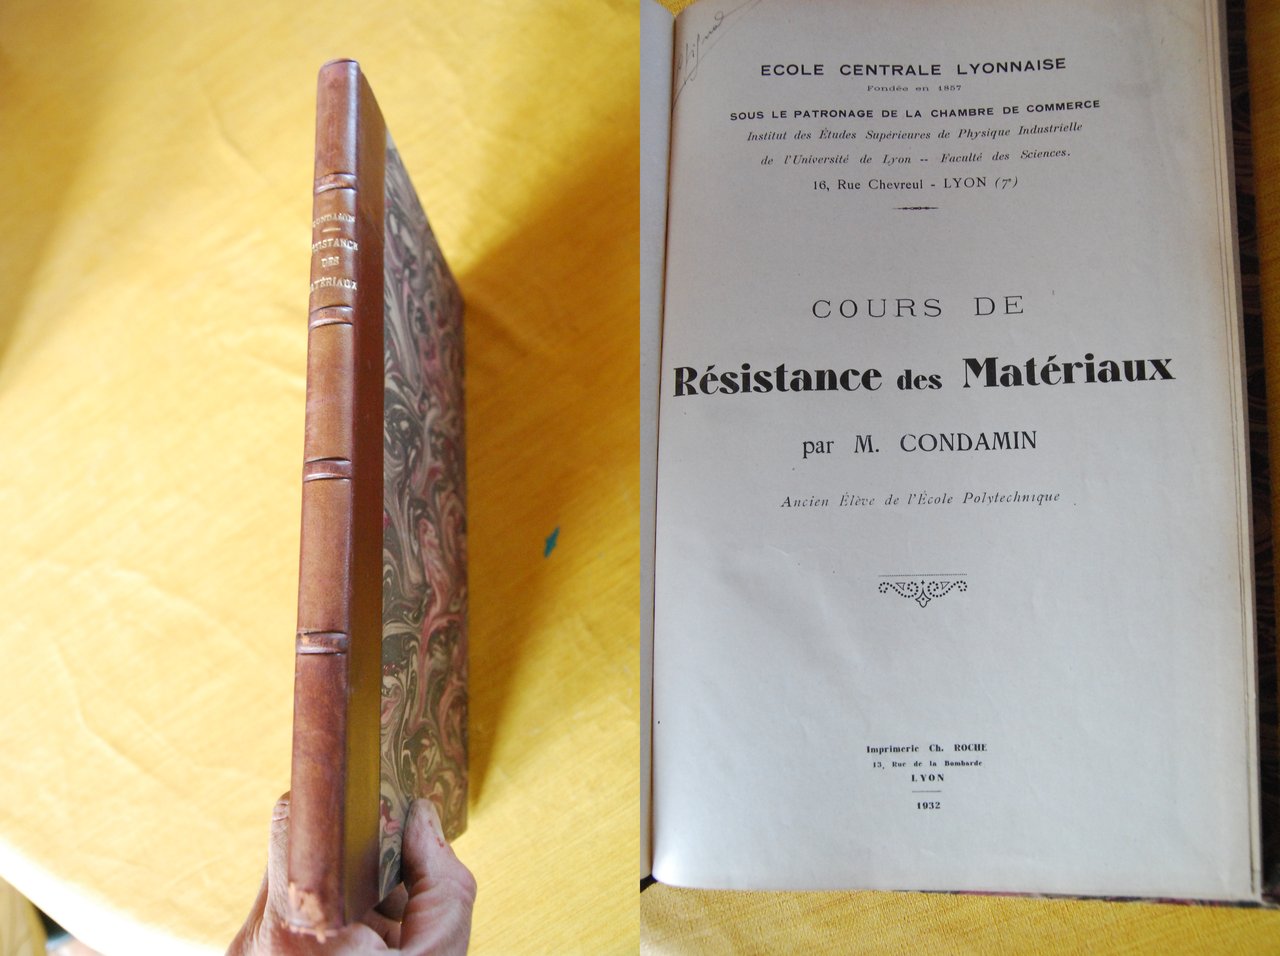 CONDAMIN
RÉSISTANCE
DES
MATÉRIAUX
ECOLE CENTRALE LYONNAISE
Fondée en 1857
SOUS LE PATRONAGE DE LA CHAMBRE DE COMMERCE
Institut des Études Supérieures de Physique Industrielle
de l'Université de Lyon -- Faculté des Sciences.
16, Rue Chevreul - LYON (7e)
COURS DE
Résistance des Matériaux
par M. CONDAMIN
Ancien Élève de l'École Polytechnique
Imprimerie Ch. ROCHE
13, Rue de la Bombarde
LYON
1932